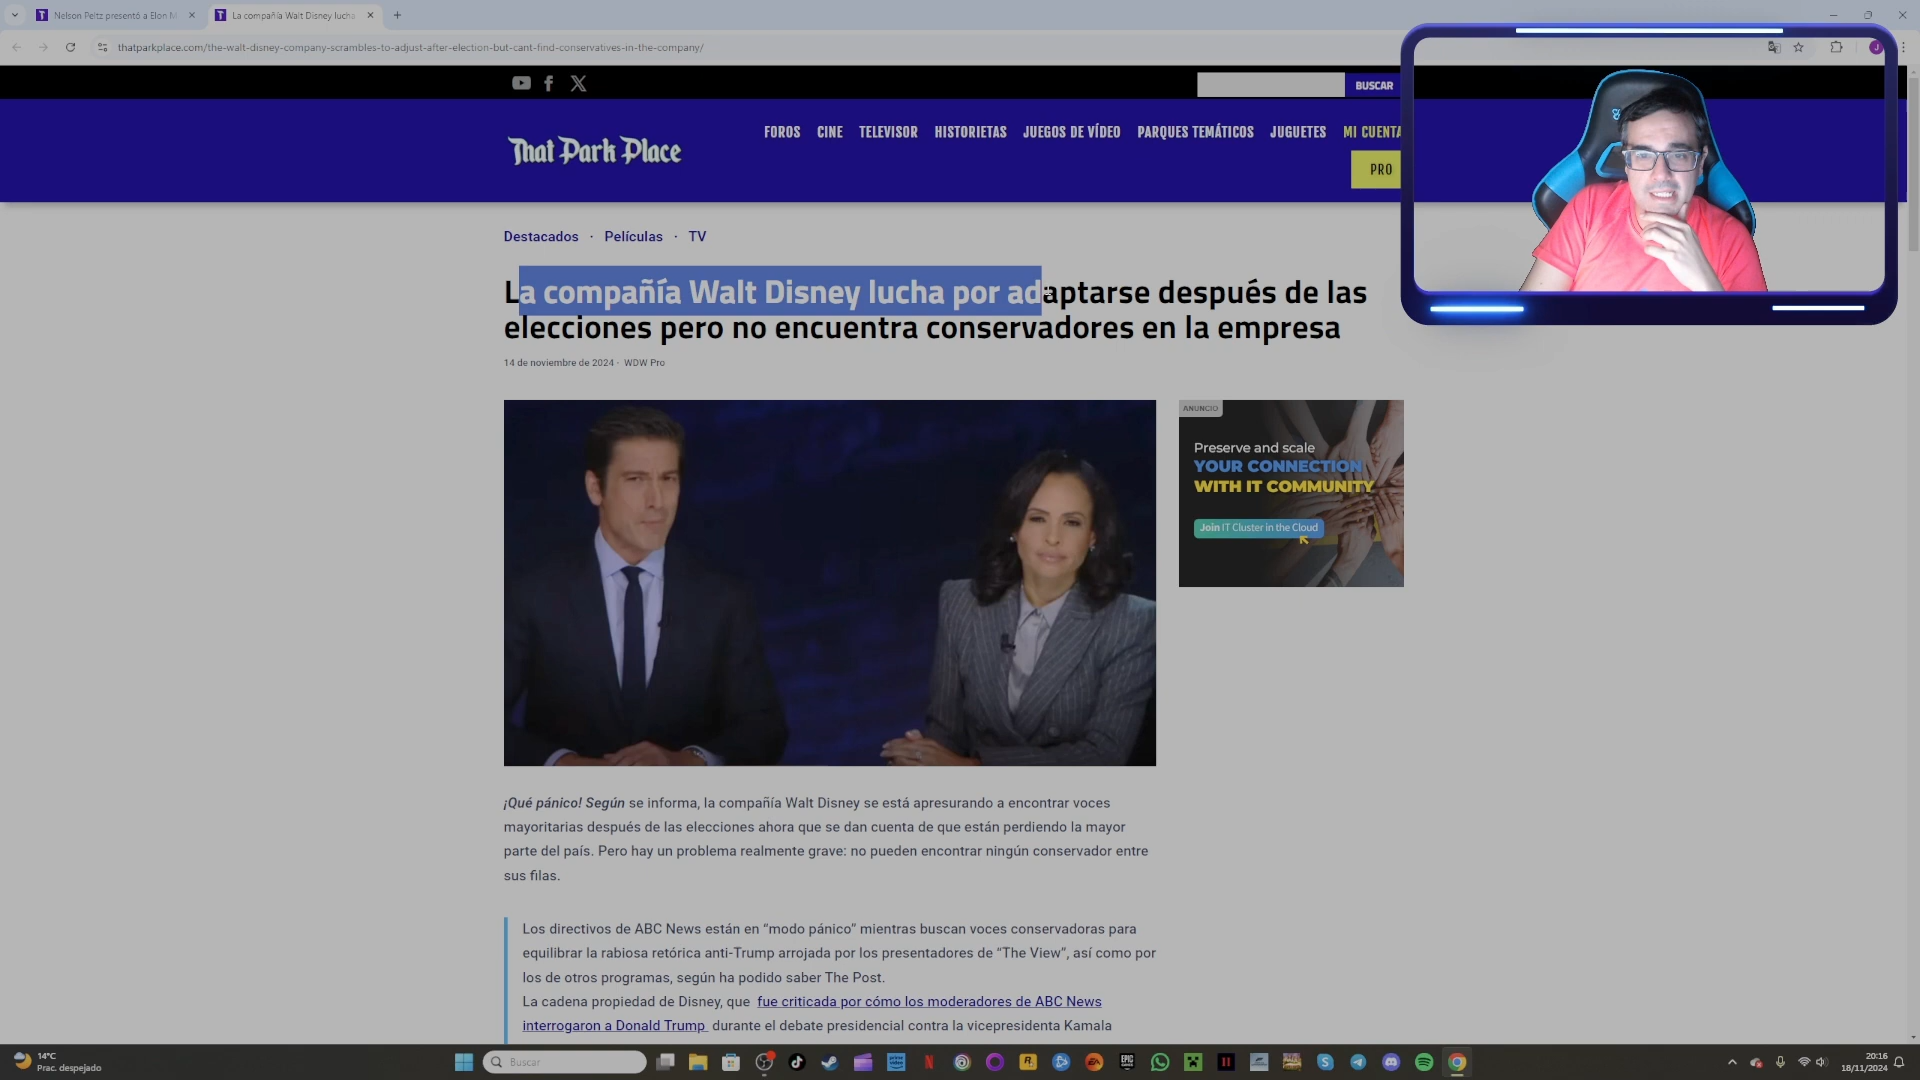 Nelson Peltz presentó a Elon M
La compañía Walt Disney lucha
thatparkplace.com/the-walt-disney-company-scrambles-to-adjust-after-election-but-cant-find-conservatives-in-the-company/
BUSCAR
That Park Place
FOROS CINE TELEVISOR HISTORIETAS JUEGOS DE VÍDEO PARQUES TEMÁTICOS JUGUETES MI CUENTA
PRO
Destacados · Películas · TV
La compañía Walt Disney lucha por adaptarse después de las
elecciones pero no encuentra conservadores en la empresa
14 de noviembre de 2024 · WDW Pro
ANUNCIO
Preserve and scale
YOUR CONNECTION
WITH IT COMMUNITY
Join IT Cluster in the Cloud
¡Qué pánico! Según se informa, la compañía Walt Disney se está apresurando a encontrar voces
mayoritarias después de las elecciones ahora que se dan cuenta de que están perdiendo la mayor
parte del país. Pero hay un problema realmente grave: no pueden encontrar ningún conservador entre
sus filas.
Los directivos de ABC News están en “modo pánico” mientras buscan voces conservadoras para
equilibrar la rabiosa retórica anti-Trump arrojada por los presentadores de “The View”, así como por
los de otros programas, según ha podido saber The Post.
La cadena propiedad de Disney, que fue criticada por cómo los moderadores de ABC News
interrogaron a Donald Trump durante el debate presidencial contra la vicepresidenta Kamala
14°C
Prac. despejado
Buscar
20:16
18/11/2024